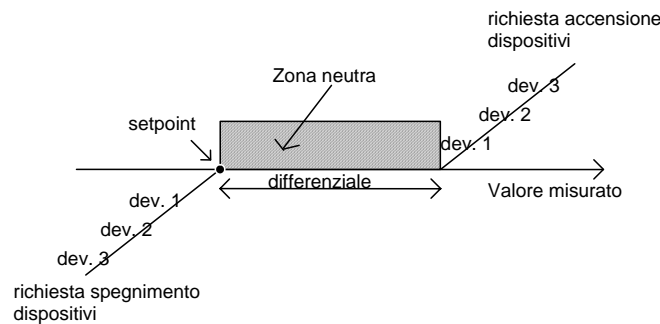 richiesta accensione
dispositivi
Zona neutra
dev. 3
dev. 2
setpoint
dev. 1
differenziale
Valore misurato
dev. 1
dev. 2
dev. 3
richiesta spegnimento
dispositivi